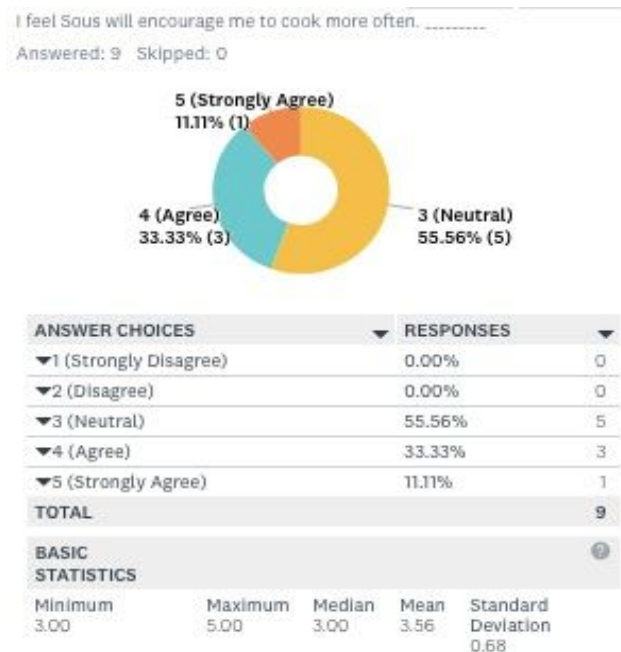 I feel Sous will encourage me to cook more often. _________
Answered: 9 Skipped: 0
5 (Strongly Agree)
11.11% (1)
4 (Agree)
33.33% (3)
3 (Neutral)
55.56% (5)
ANSWER CHOICES RESPONSES
1 (Strongly Disagree) 0.00% 0
2 (Disagree) 0.00% 0
3 (Neutral) 55.56% 5
4 (Agree) 33.33% 3
5 (Strongly Agree) 11.11% 1
TOTAL 9
BASIC
STATISTICS
Minimum Maximum Median Mean Standard
3.00 5.00 3.00 3.56 Deviation
0.68